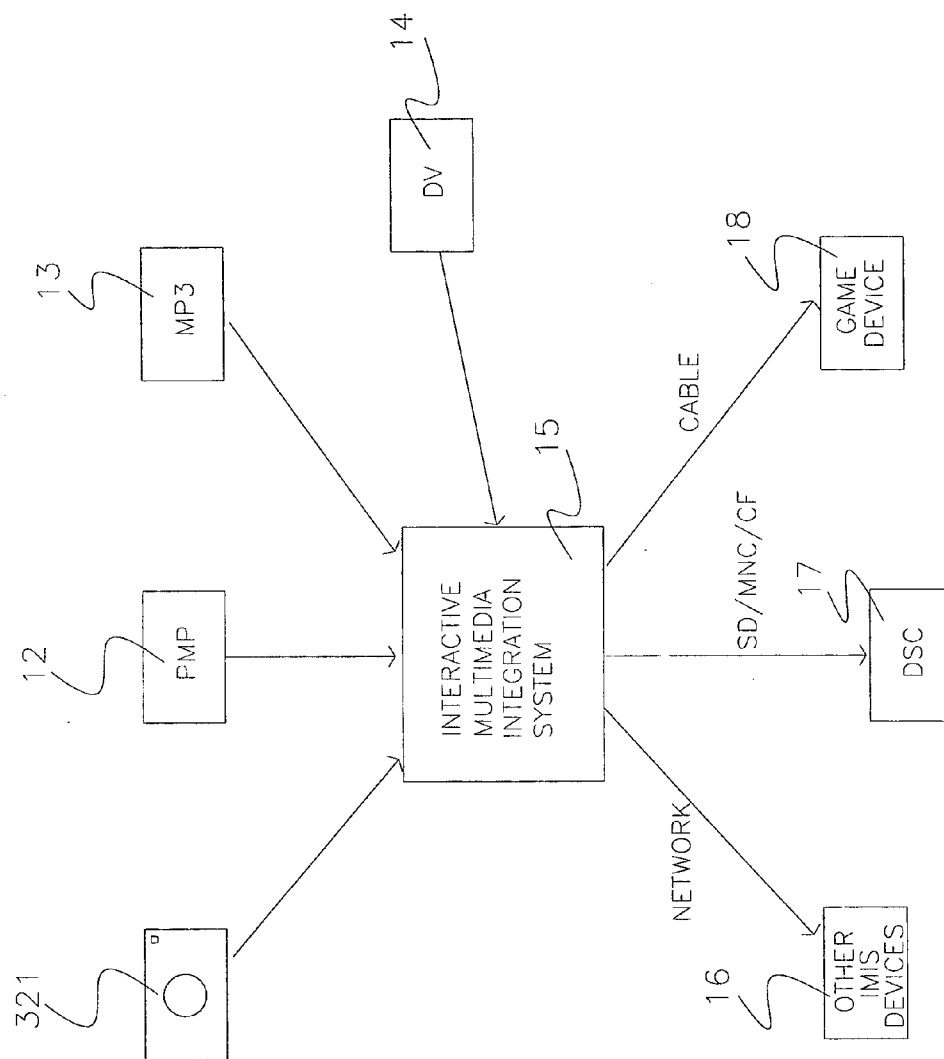 321
12
PMP
13
MP3
14
DV
15
INTERACTIVE
MULTIMEDIA
INTEGRATION
SYSTEM
NETWORK
SD/MNC/CF
CABLE
16
OTHER
IMIS
DEVICES
17
DSC
18
GAME
DEVICE